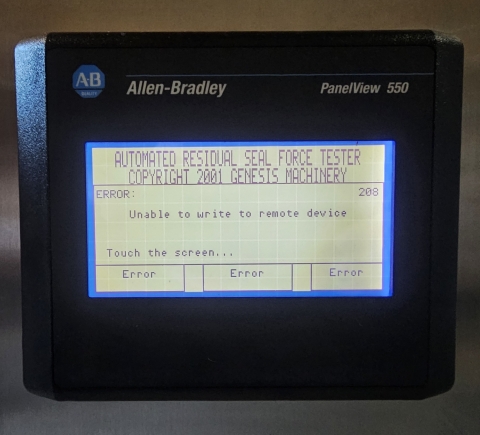 A·B
QUALITY
Allen-Bradley
PanelView 550
AUTOMATED RESIDUAL SEAL FORCE TESTER
COPYRIGHT 2001 GENESIS MACHINERY
ERROR: 208
Unable to write to remote device
Touch the screen...
Error Error Error